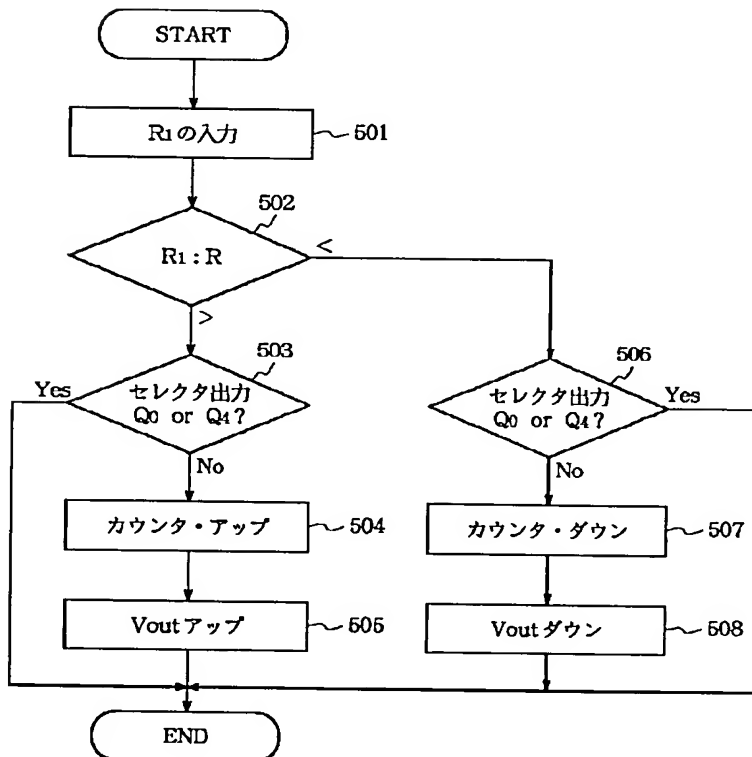 START
R1の入力
501
502
R1 : R
<
>
503
セレクタ出力
Q0 or Q4?
Yes
No
カウンタ・アップ
504
Voutアップ
505
506
セレクタ出力
Q0 or Q4?
Yes
No
カウンタ・ダウン
507
Voutダウン
508
END